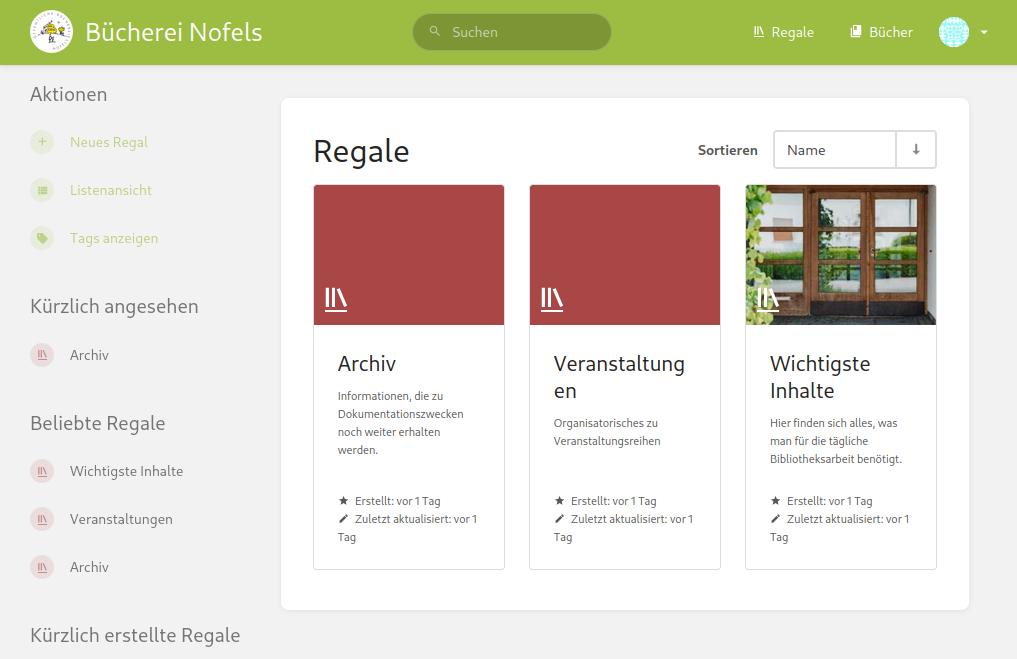 Bücherei Nofels
Suchen
Regale
Bücher
Aktionen
Neues Regal
Listenansicht
Tags anzeigen
Kürzlich angesehen
Archiv
Beliebte Regale
Wichtigste Inhalte
Veranstaltungen
Archiv
Kürzlich erstellte Regale
Regale
Sortieren
Name
Archiv
Informationen, die zu
Dokumentationszwecken
noch weiter erhalten
werden.
Erstellt: vor 1 Tag
Zuletzt aktualisiert: vor 1
Tag
Veranstaltung
en
Organisatorisches zu
Veranstaltungsreihen
Erstellt: vor 1 Tag
Zuletzt aktualisiert: vor 1
Tag
Wichtigste
Inhalte
Hier finden sich alles, was
man für die tägliche
Bibliotheksarbeit benötigt.
Erstellt: vor 1 Tag
Zuletzt aktualisiert: vor 1
Tag